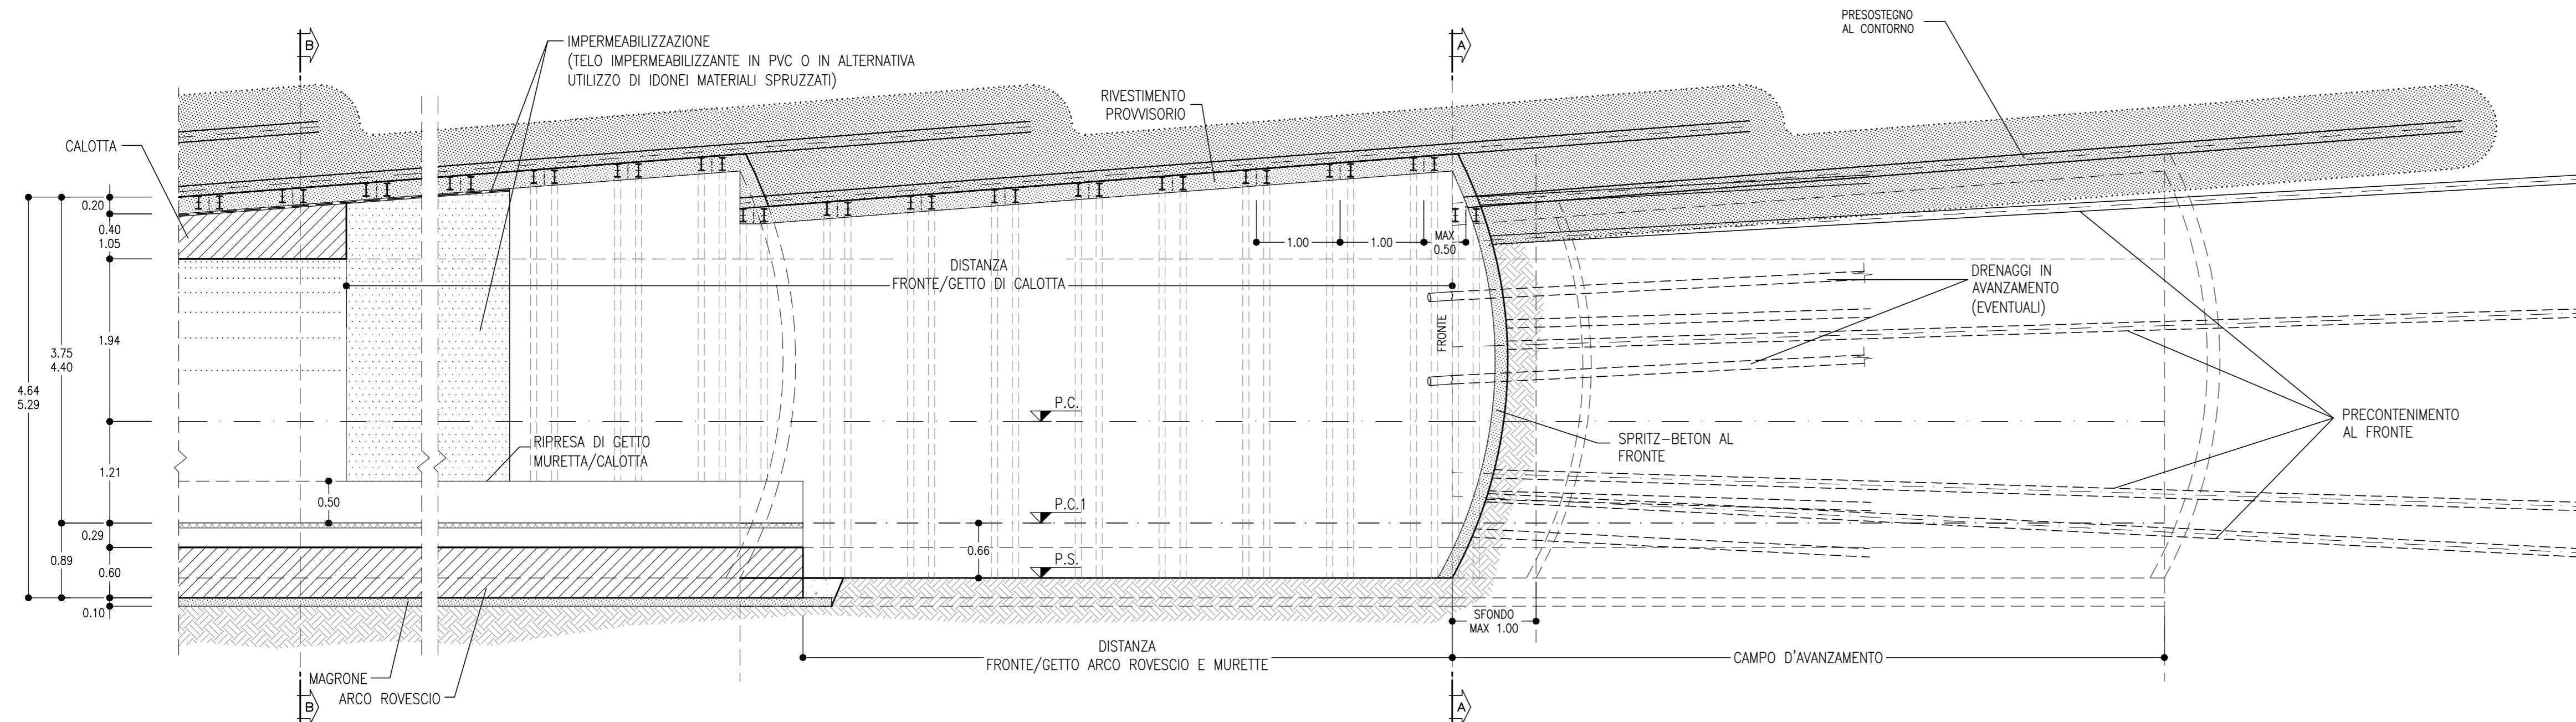 B
A
PRESOSTEGNO
AL CONTORNO
IMPERMEABILIZZAZIONE
(TELO IMPERMEABILIZZANTE IN PVC O IN ALTERNATIVA
UTILIZZO DI IDONEI MATERIALI SPRUZZATI)
RIVESTIMENTO
PROVVISORIO
CALOTTA
0.20
0.40
1.05
1.94
3.75
4.40
4.64
5.29
1.21
0.50
0.29
0.89
0.60
0.10
1.00
1.00
MAX
0.50
DISTANZA
FRONTE/GETTO DI CALOTTA
FRONTE
DRENAGGI IN
AVANZAMENTO
(EVENTUALI)
P.C.
RIPRESA DI GETTO
MURETTA/CALOTTA
SPRITZ-BETON AL
FRONTE
PRECONTENIMENTO
AL FRONTE
P.C.1
0.66
P.S.
SFONDO
MAX 1.00
DISTANZA
FRONTE/GETTO ARCO ROVESCIO E MURETTE
CAMPO D'AVANZAMENTO
MAGRONE
ARCO ROVESCIO
B
A